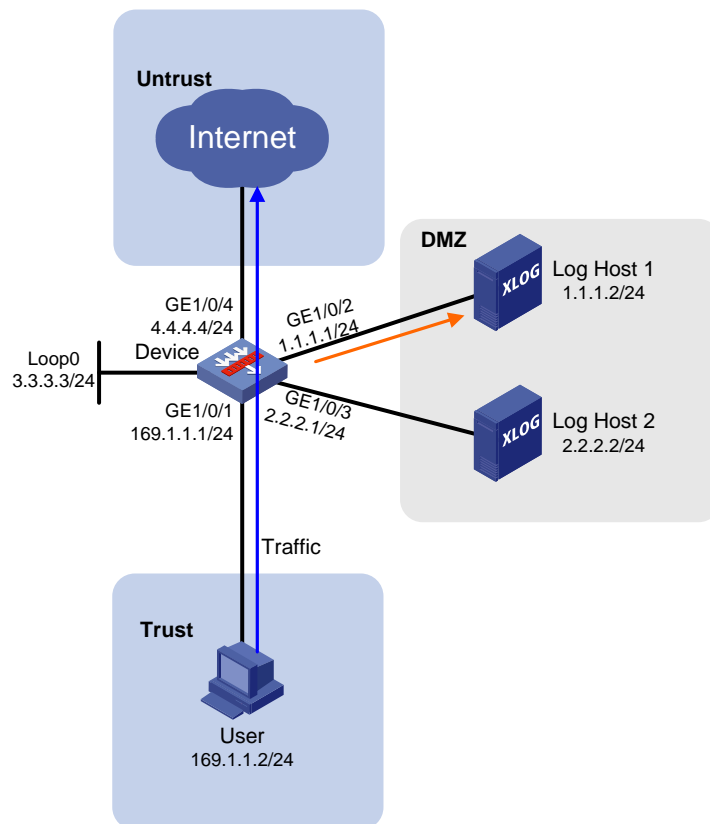 Untrust
Internet
DMZ
XLOG
Log Host 1
1.1.1.2/24
GE1/0/4
4.4.4.4/24
GE1/0/2
1.1.1.1/24
Device
Loop0
3.3.3.3/24
GE1/0/1
169.1.1.1/24
GE1/0/3
2.2.2.1/24
XLOG
Log Host 2
2.2.2.2/24
Traffic
Trust
User
169.1.1.2/24